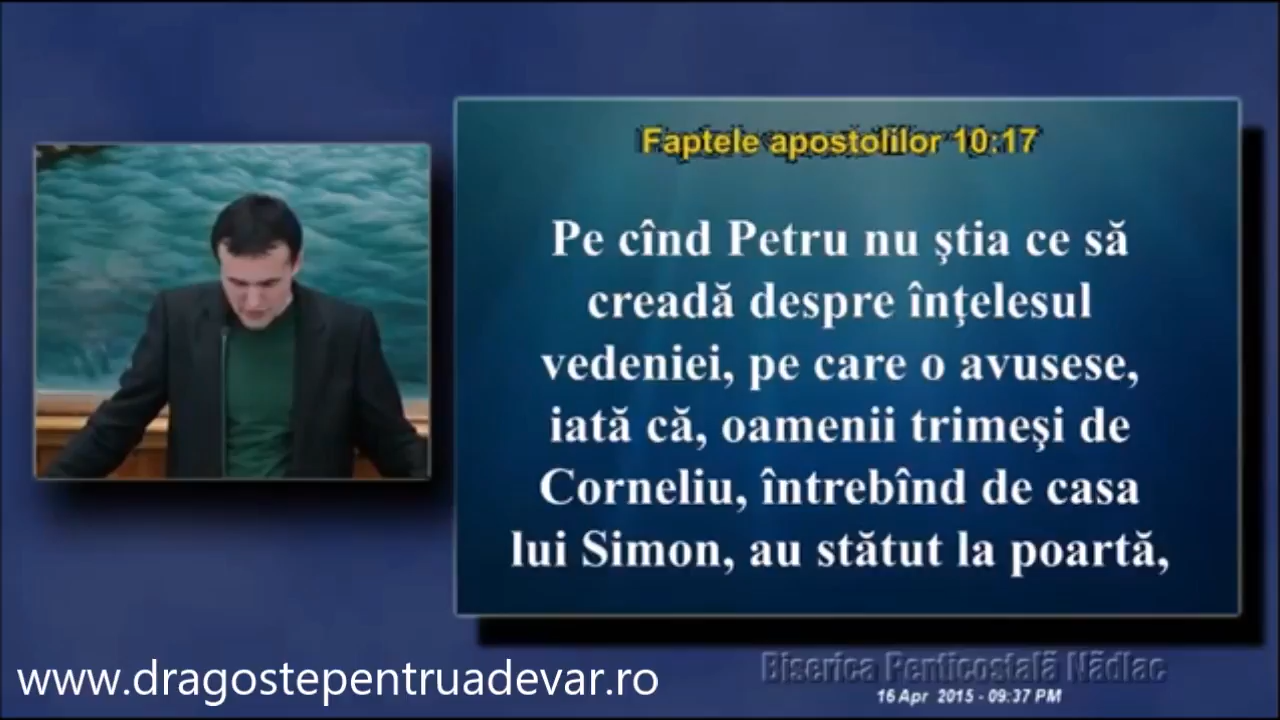 Faptele apostolilor 10:17
Pe cînd Petru nu ştia ce să
creadă despre înţelesul
vedeniei, pe care o avusese,
iată că, oamenii trimeşi de
Corneliu, întrebînd de casa
lui Simon, au stătut la poartă,
www.dragostepentruadevar.ro
Biserica Penticostală Nădlac
16 Apr 2015 - 09:37 PM